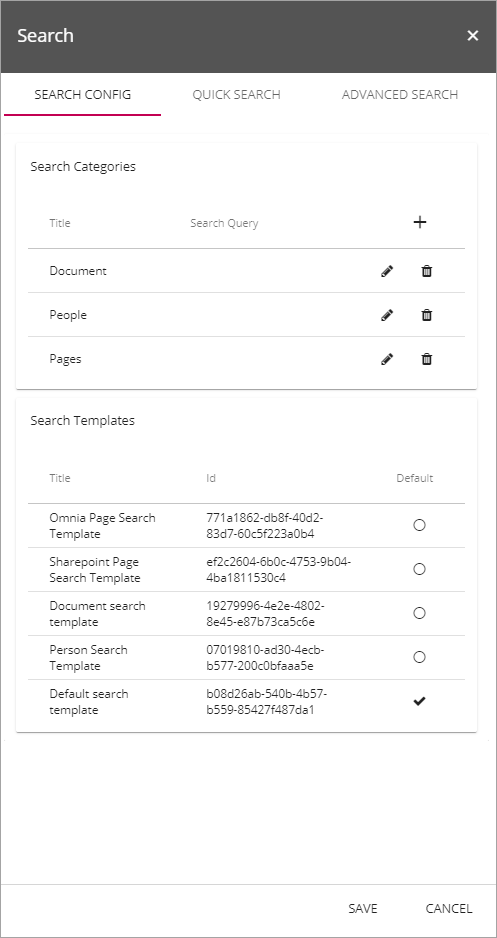 Search
SEARCH CONFIG QUICK SEARCH ADVANCED SEARCH
Search Categories
Title Search Query
Document
People
Pages
Search Templates
Title Id Default
Omnia Page Search 771a1862-db8f-40d2-
Template 83d7-60c5f223a0b4
Sharepoint Page ef2c2604-6b0c-4753-9b04-
Search Template 4ba1811530c4
Document search 19279996-4e2e-4802-
template 8e45-e87b73ca5c6e
Person Search 07019810-ad30-4ecb-
Template b577-200c0bfaaa5e
Default search b08d26ab-540b-4b57-
template b559-85427f487da1
SAVE CANCEL